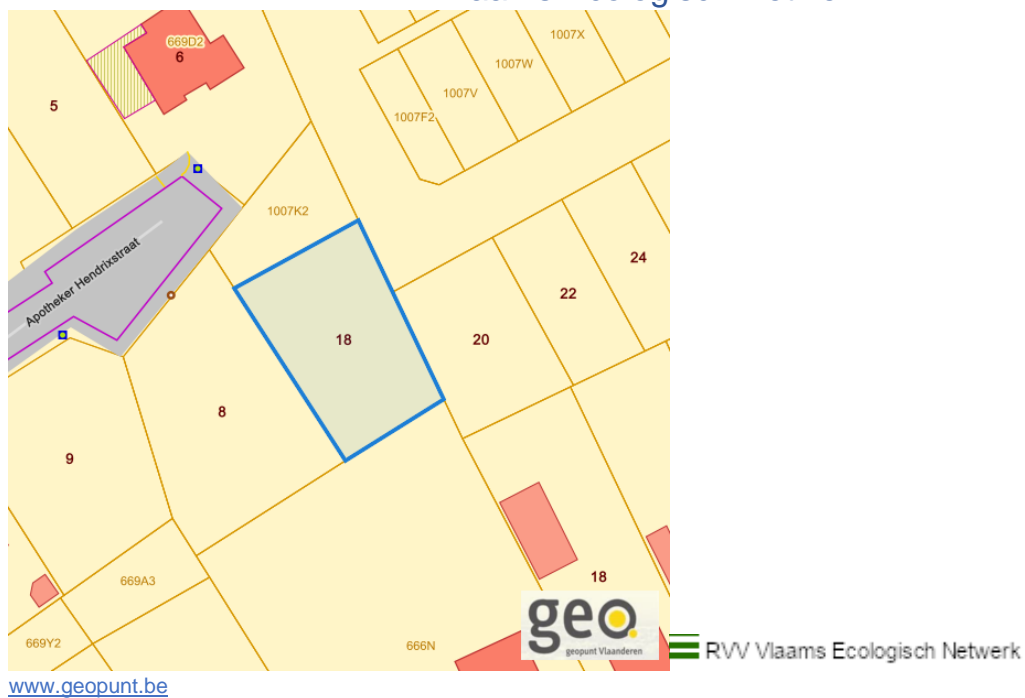 669D2
6
1007X
1007W
5
1007V
1007F2
1007K2
Apotheker Hendrixstraat
24
22
18
20
8
9
18
669A3
669Y2
666N
geo
geopunt Vlaanderen
RVV Vlaams Ecologisch Netwerk
www.geopunt.be